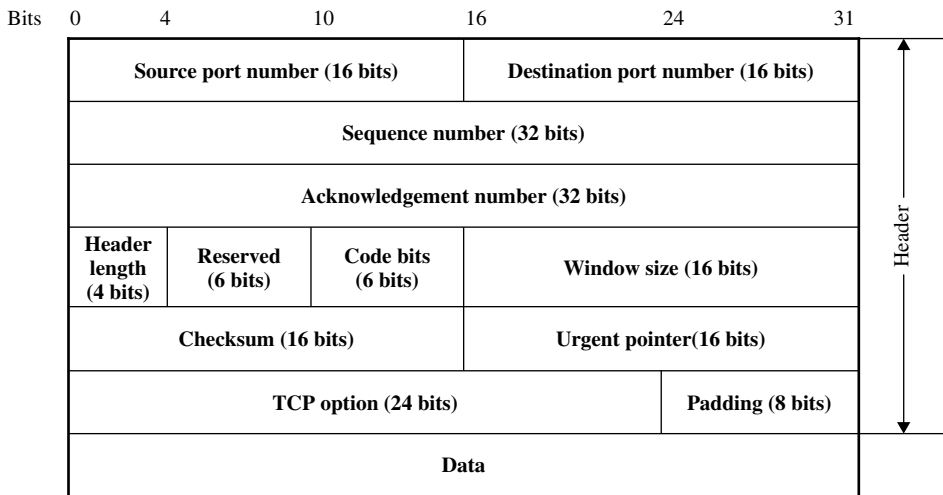 Bits 0 4 10 16 24 31
Source port number (16 bits) Destination port number (16 bits)
Sequence number (32 bits)
Acknowledgement number (32 bits)
Header
length
(4 bits)
Reserved
(6 bits)
Code bits
(6 bits)
Window size (16 bits)
Checksum (16 bits) Urgent pointer(16 bits)
TCP option (24 bits) Padding (8 bits)
Data
Header